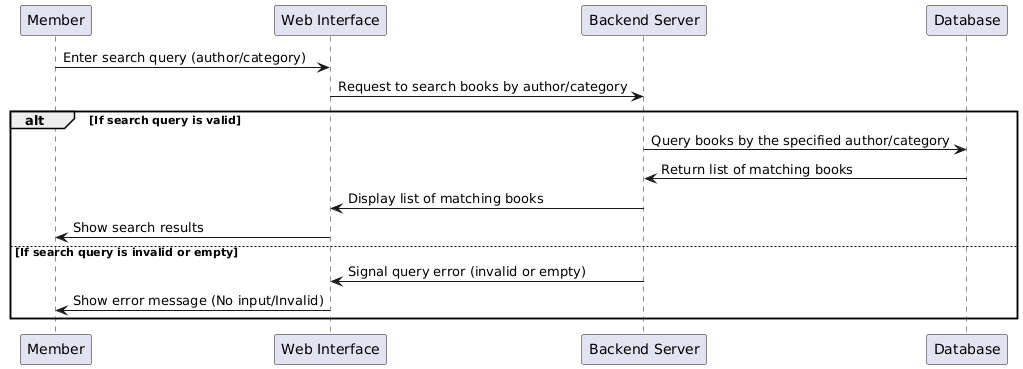 Member Web Interface Backend Server Database
Enter search query (author/category)
Request to search books by author/category
alt [If search query is valid]
Query books by the specified author/category
Return list of matching books
Display list of matching books
Show search results
[If search query is invalid or empty]
Signal query error (invalid or empty)
Show error message (No input/Invalid)
Member Web Interface Backend Server Database